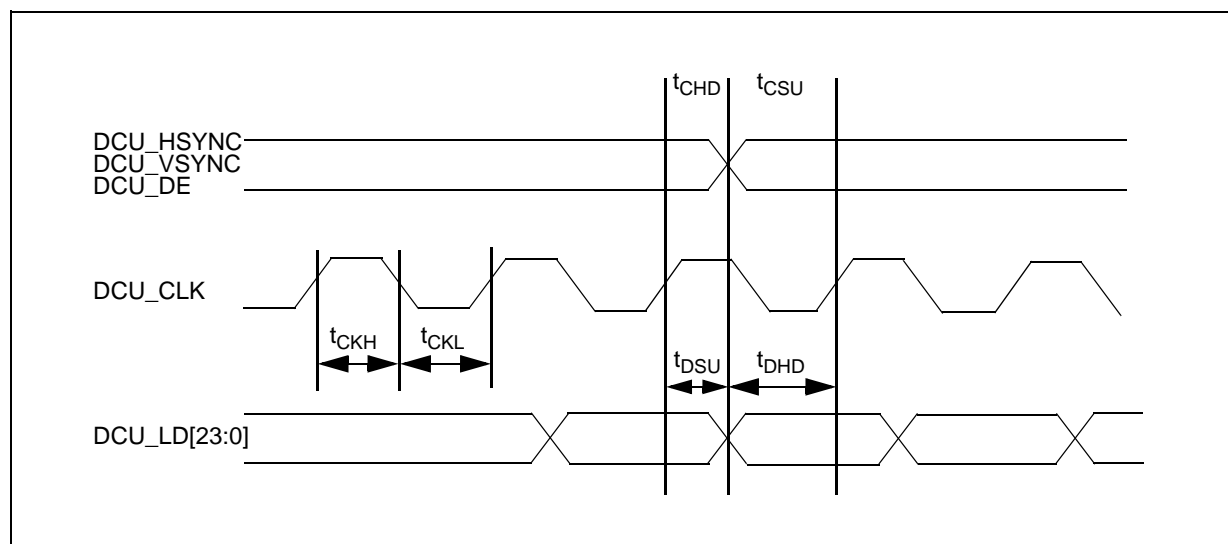 tCHD tCSU
DCU_HSYNC
DCU_VSYNC
DCU_DE
DCU_CLK
tCKH tCKL
tDSU tDHD
DCU_LD[23:0]